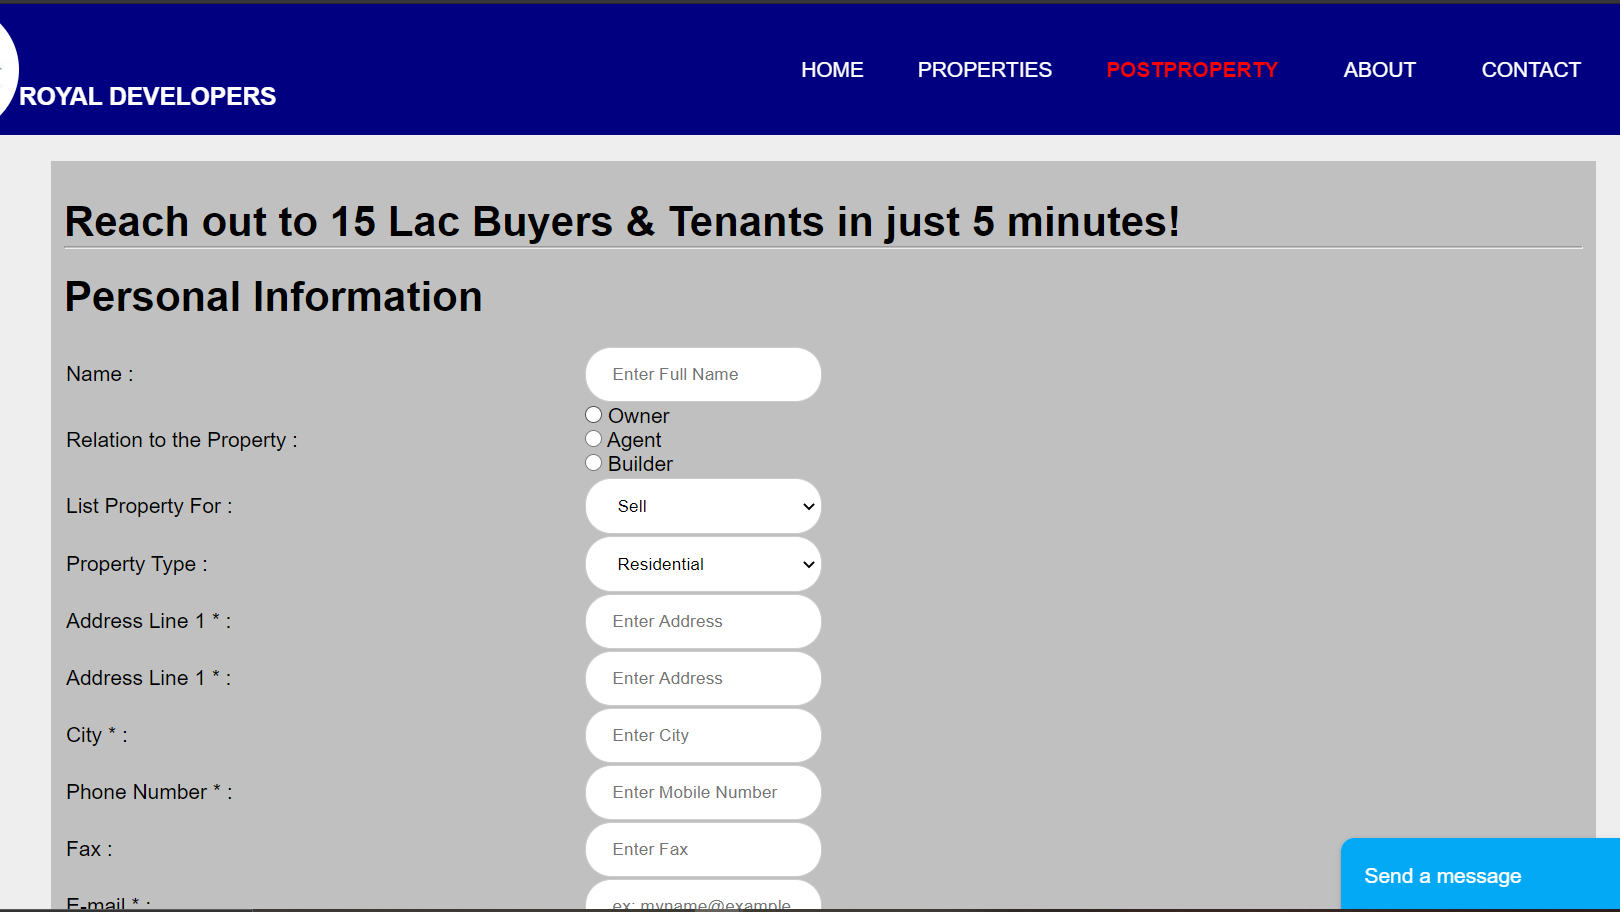 HOME PROPERTIES POSTPROPERTY ABOUT CONTACT
ROYAL DEVELOPERS
Reach out to 15 Lac Buyers & Tenants in just 5 minutes!
Personal Information
Name : Enter Full Name
Owner
Relation to the Property : Agent
Builder
List Property For : Sell
Property Type : Residential
Address Line 1 * : Enter Address
Address Line 1 * : Enter Address
City * : Enter City
Phone Number * : Enter Mobile Number
Fax : Enter Fax
E-mail * : ex: myname@example
Send a message